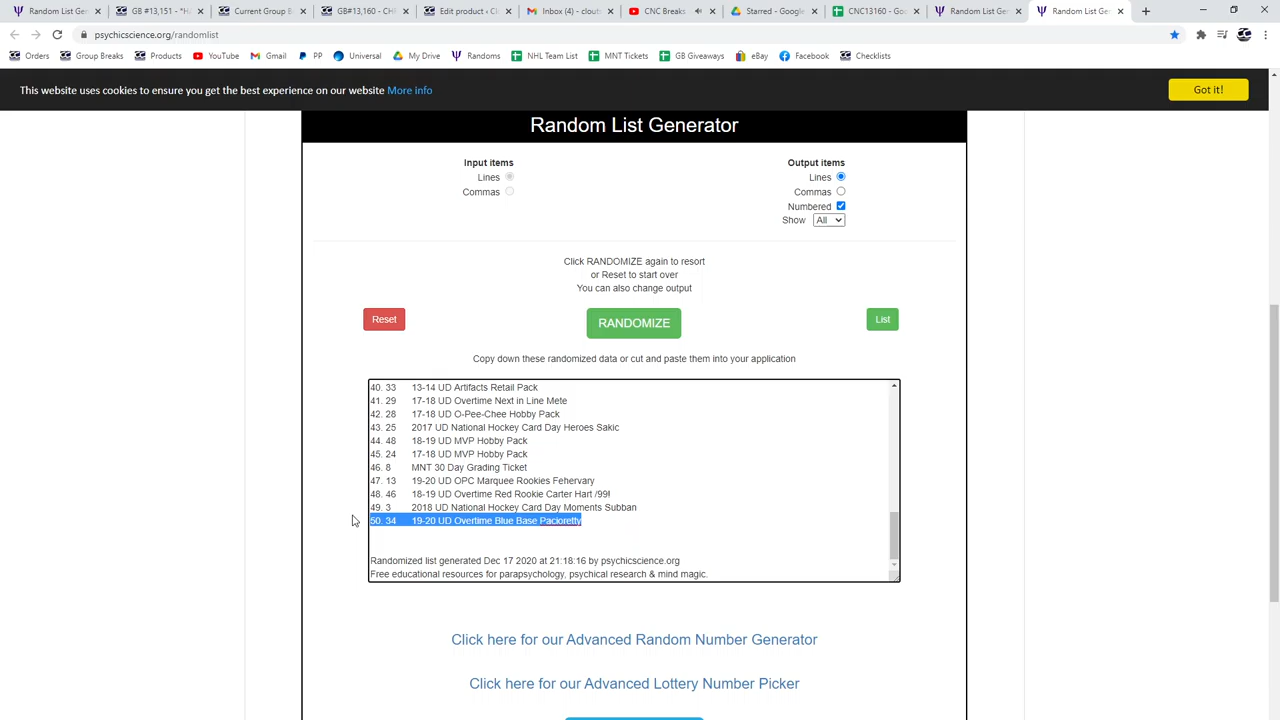 Random List Gen
GB #13,151 - "K
Current Group B
GB#13,160 - CH
Edit product ‹ Cl
Inbox (4) - clout
CNC Breaks
Starred - Google
CNC13160 - Goo
Random List Gen
Random List Gen
psychicscience.org/randomlist
Orders
Group Breaks
Products
YouTube
Gmail
PP
Universal
My Drive
Randoms
NHL Team List
MNT Tickets
GB Giveaways
eBay
Facebook
Checklists
This website uses cookies to ensure you get the best experience on our website More info
Got it!
Random List Generator
Input items
Lines
Commas
Output items
Lines
Commas
Numbered
Show All
Click RANDOMIZE again to resort
or Reset to start over
You can also change output
Reset
RANDOMIZE
List
Copy down these randomized data or cut and paste them into your application
40. 33 13-14 UD Artifacts Retail Pack
41. 29 17-18 UD Overtime Next in Line Mete
42. 28 17-18 UD O-Pee-Chee Hobby Pack
43. 25 2017 UD National Hockey Card Day Heroes Sakic
44. 48 18-19 UD MVP Hobby Pack
45. 24 17-18 UD MVP Hobby Pack
46. 8 MNT 30 Day Grading Ticket
47. 13 19-20 UD OPC Marquee Rookies Fehervary
48. 46 18-19 UD Overtime Red Rookie Carter Hart /99!
49. 3 2018 UD National Hockey Card Day Moments Subban
50. 34 19-20 UD Overtime Blue Base Pacioretty
Randomized list generated Dec 17 2020 at 21:18:16 by psychicscience.org
Free educational resources for parapsychology, psychical research & mind magic.
Click here for our Advanced Random Number Generator
Click here for our Advanced Lottery Number Picker